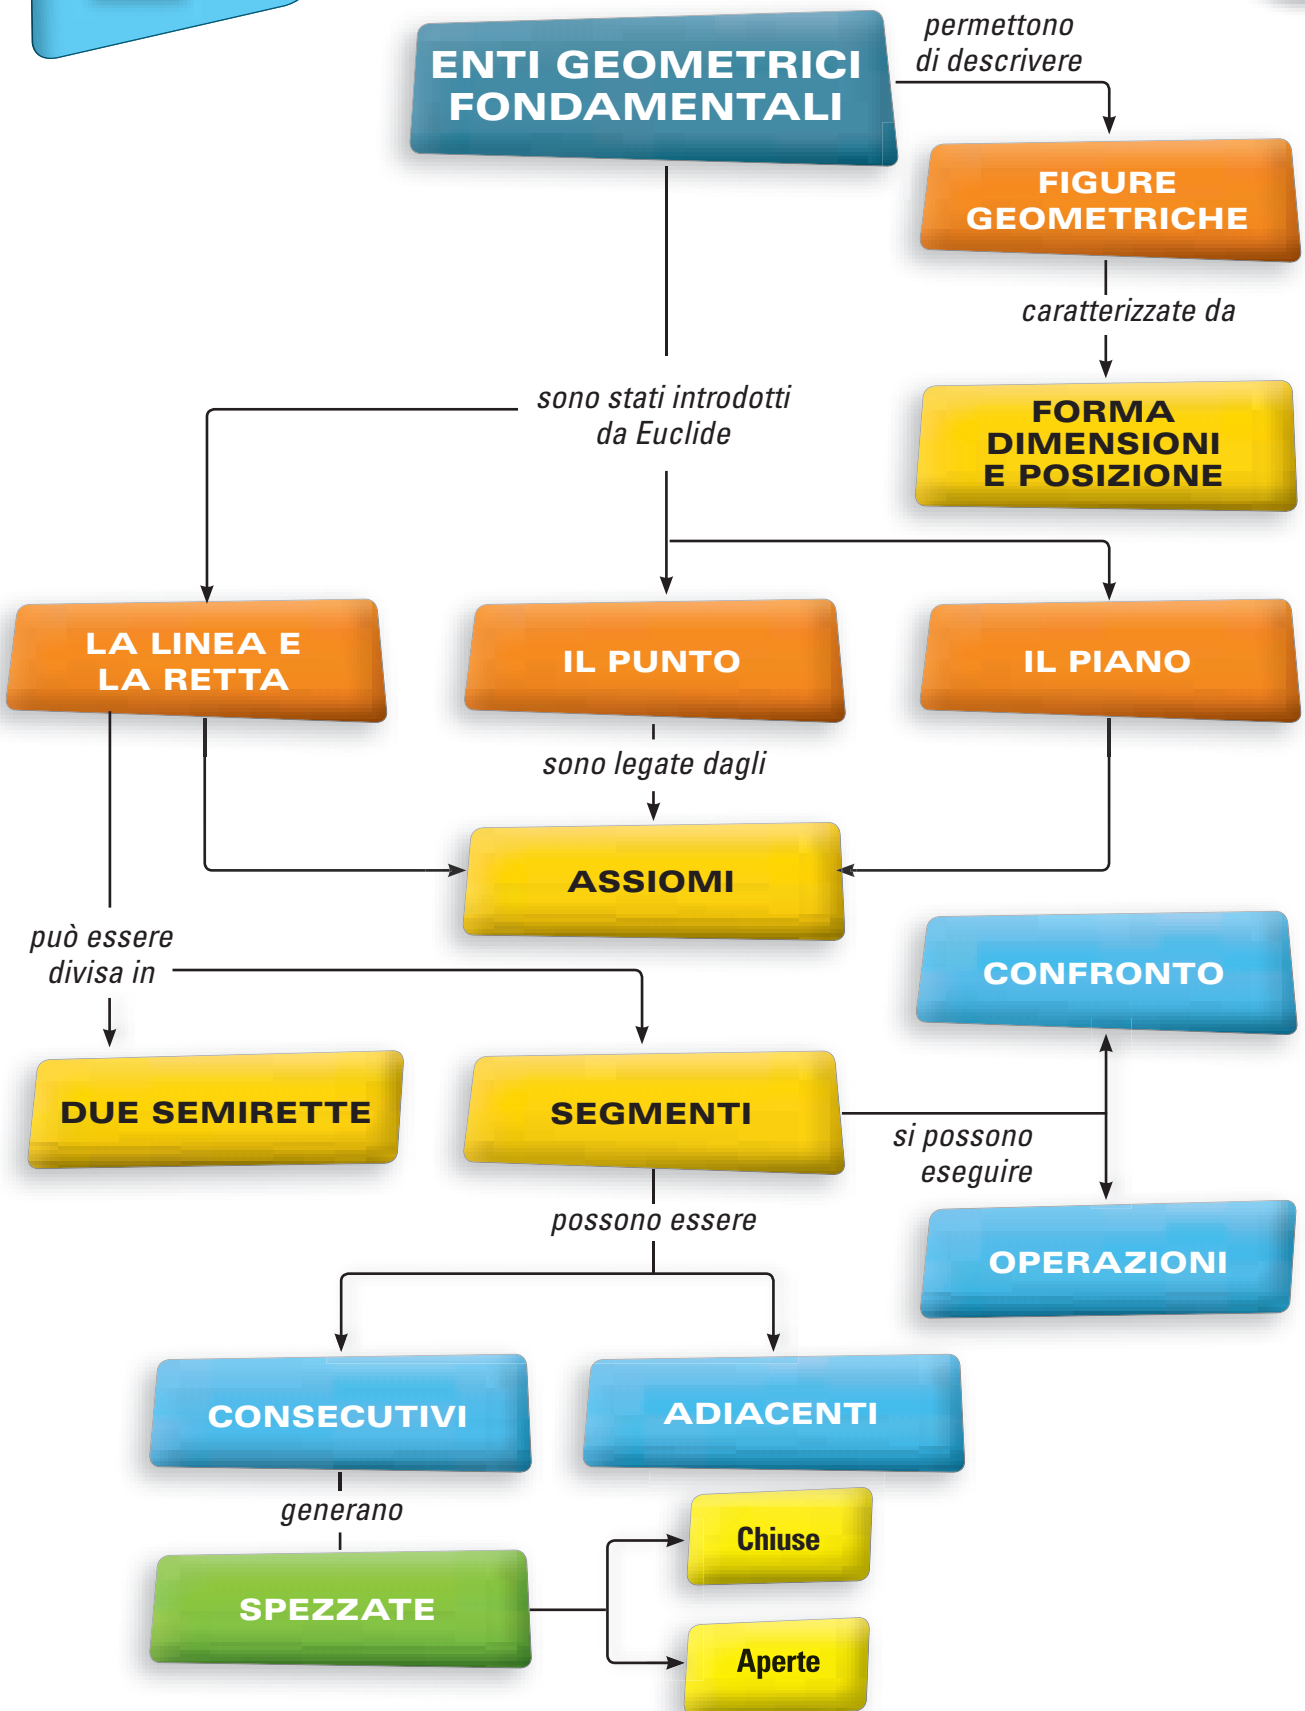 ENTI GEOMETRICI
FONDAMENTALI
permettono
di descrivere
FIGURE
GEOMETRICHE
caratterizzate da
FORMA
DIMENSIONI
E POSIZIONE
sono stati introdotti
da Euclide
LA LINEA E
LA RETTA
IL PUNTO
IL PIANO
sono legate dagli
ASSIOMI
può essere
divisa in
CONFRONTO
DUE SEMIRETTE
SEGMENTI
si possono
eseguire
OPERAZIONI
possono essere
CONSECUTIVI
ADIACENTI
generano
SPEZZATE
Chiuse
Aperte